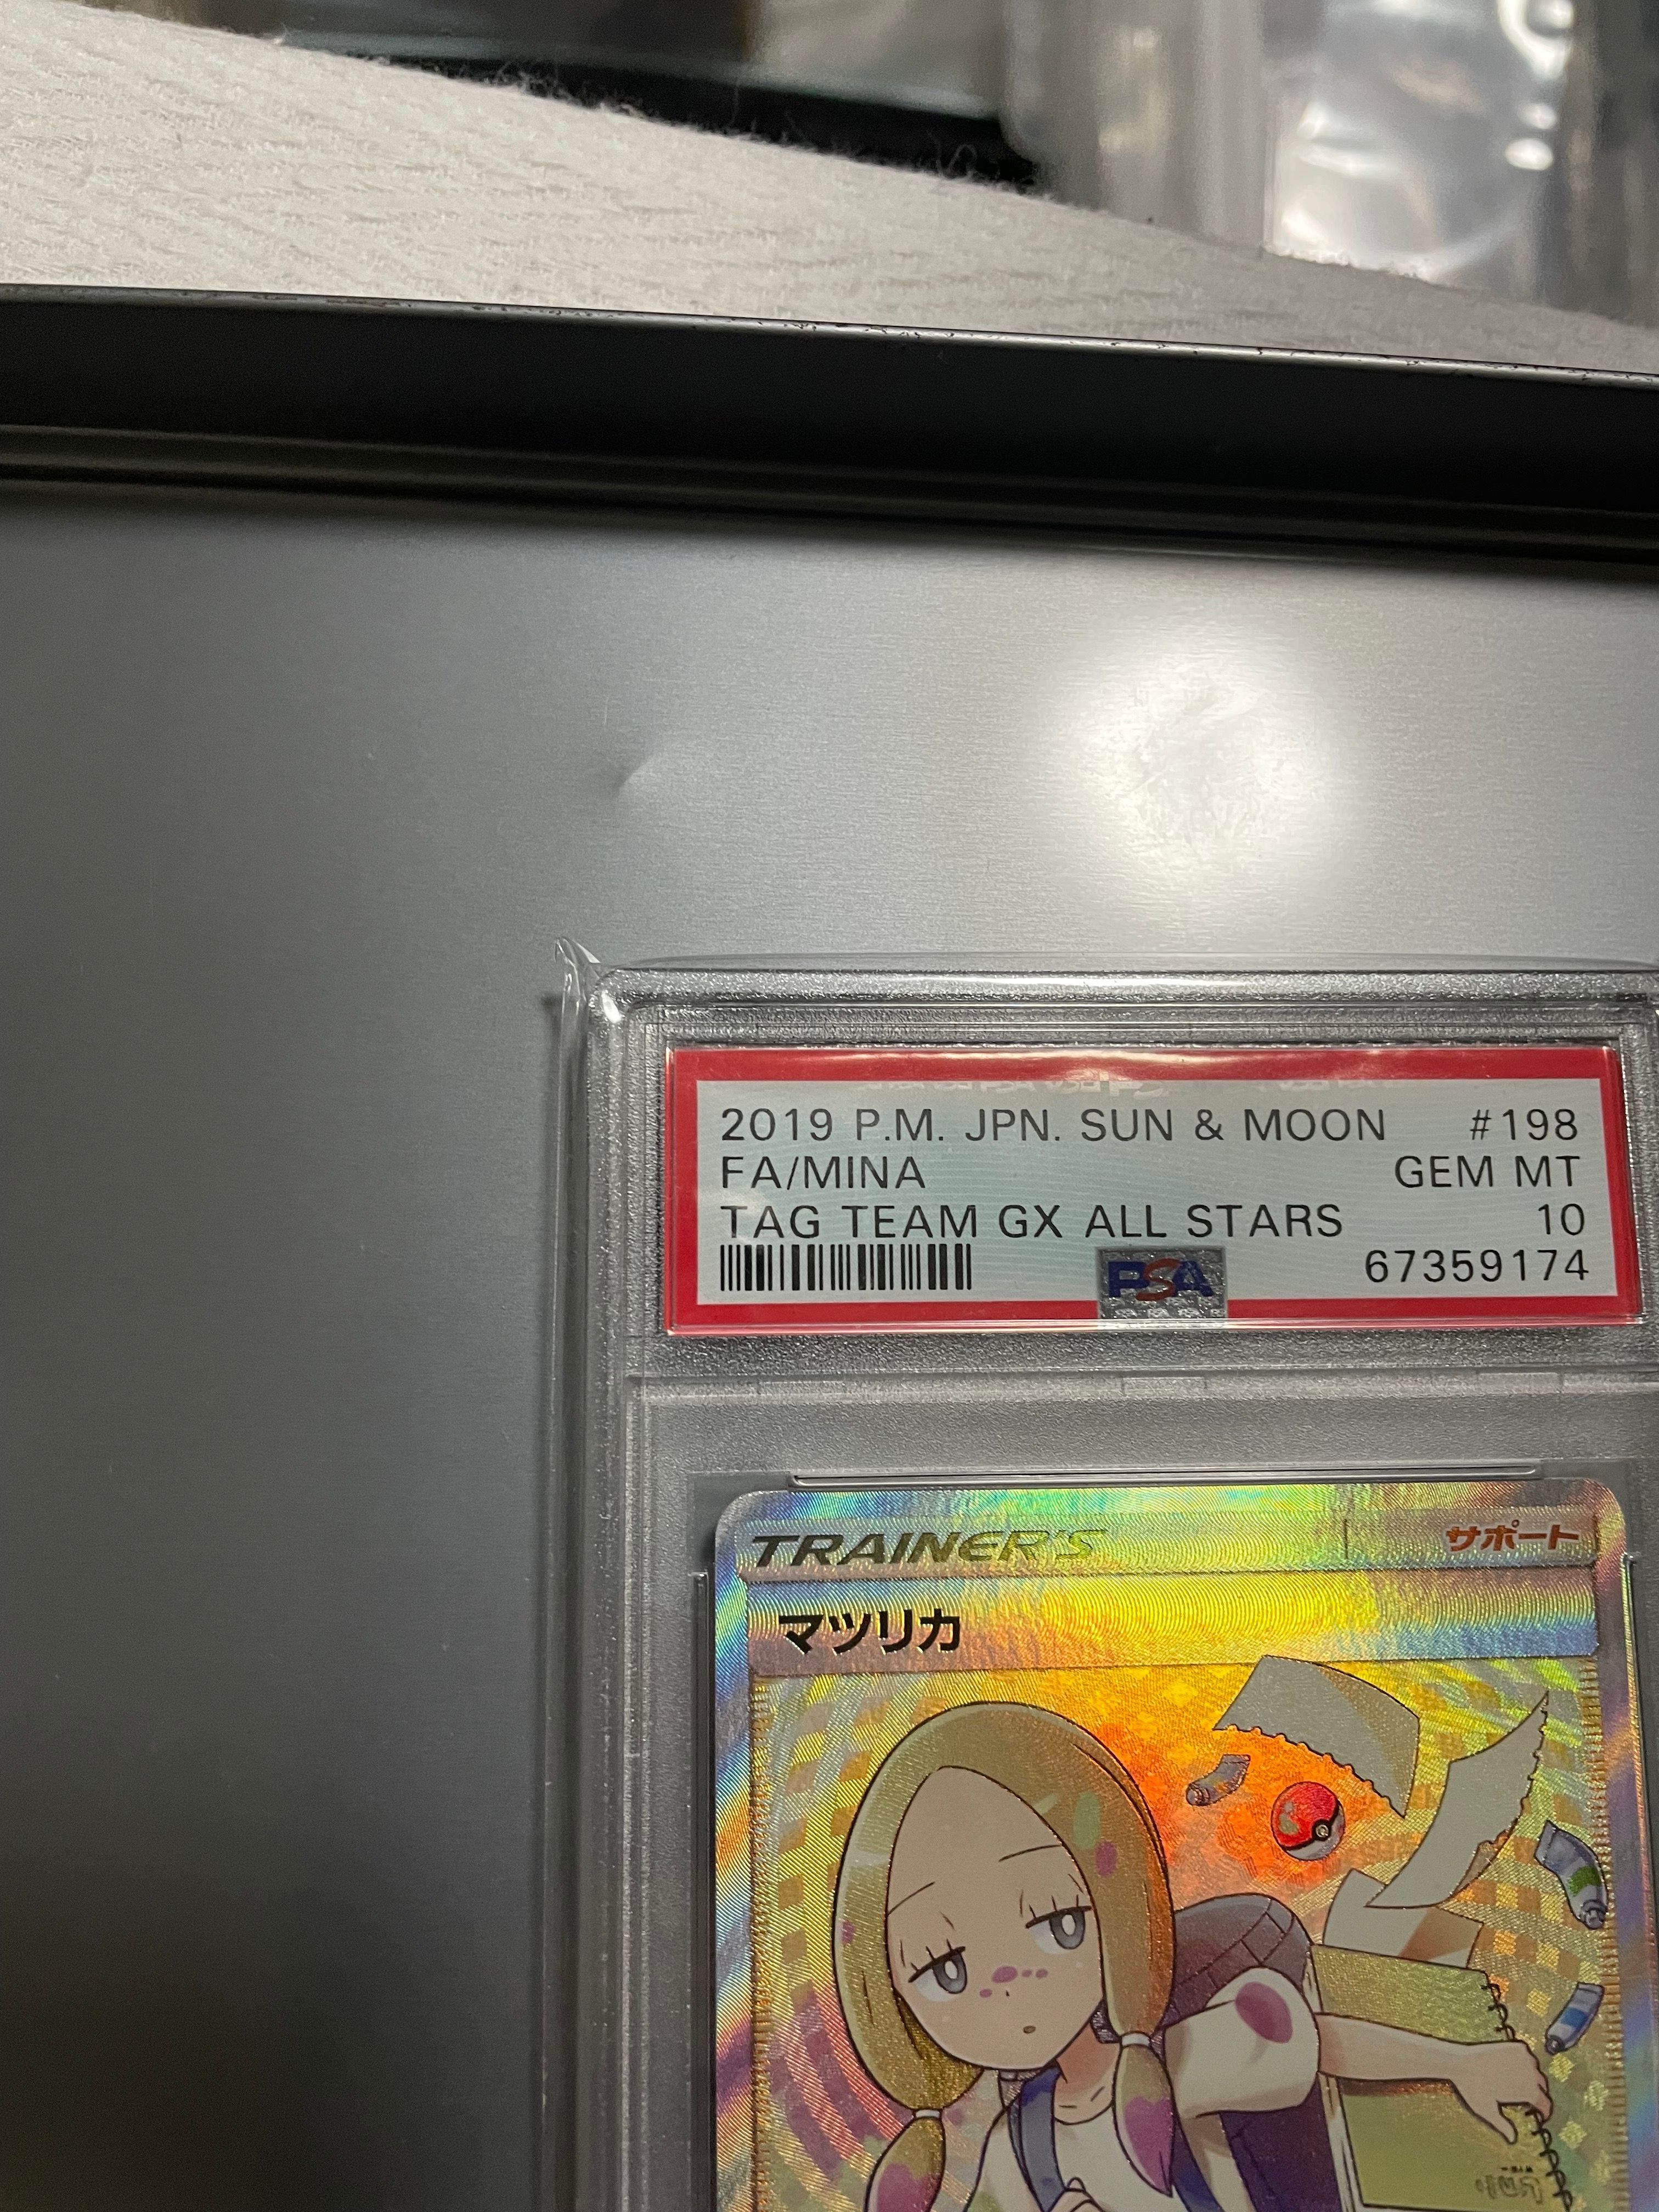 2019 P.M. JPN. SUN & MOON #198
FA/MINA GEM MT
TAG TEAM GX ALL STARS 10
PSA 67359174
TRAINER'S サポート
マツリカ